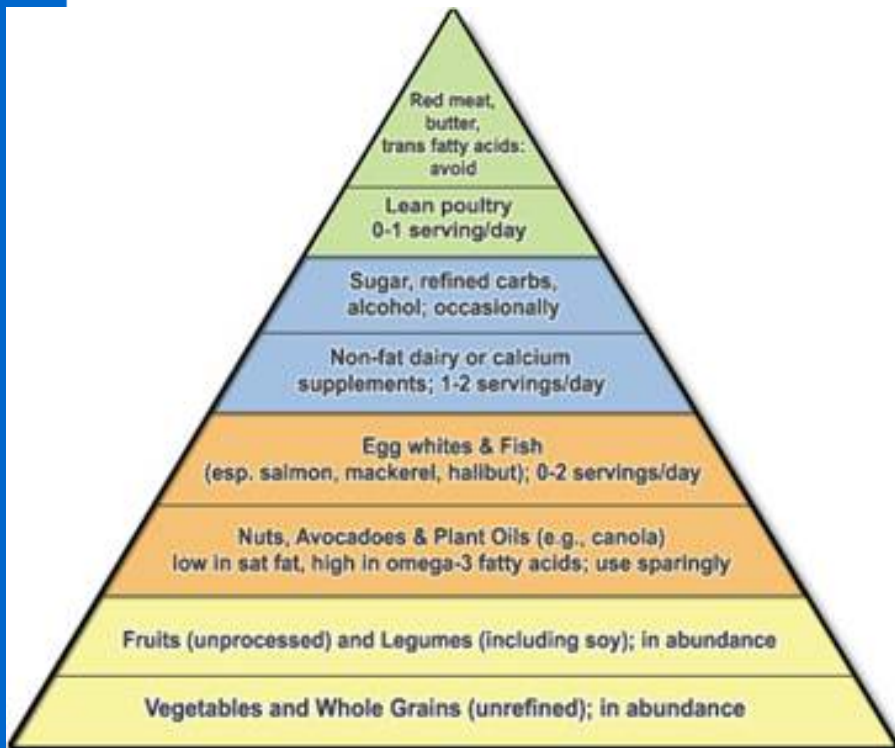 Red meat,
butter,
trans fatty acids:
avoid
Lean poultry
0-1 serving/day
Sugar, refined carbs,
alcohol; occasionally
Non-fat dairy or calcium
supplements; 1-2 servings/day
Egg whites & Fish
(esp. salmon, mackerel, halibut); 0-2 servings/day
Nuts, Avocadoes & Plant Oils (e.g., canola)
low in sat fat, high in omega-3 fatty acids; use sparingly
Fruits (unprocessed) and Legumes (including soy); in abundance
Vegetables and Whole Grains (unrefined); in abundance